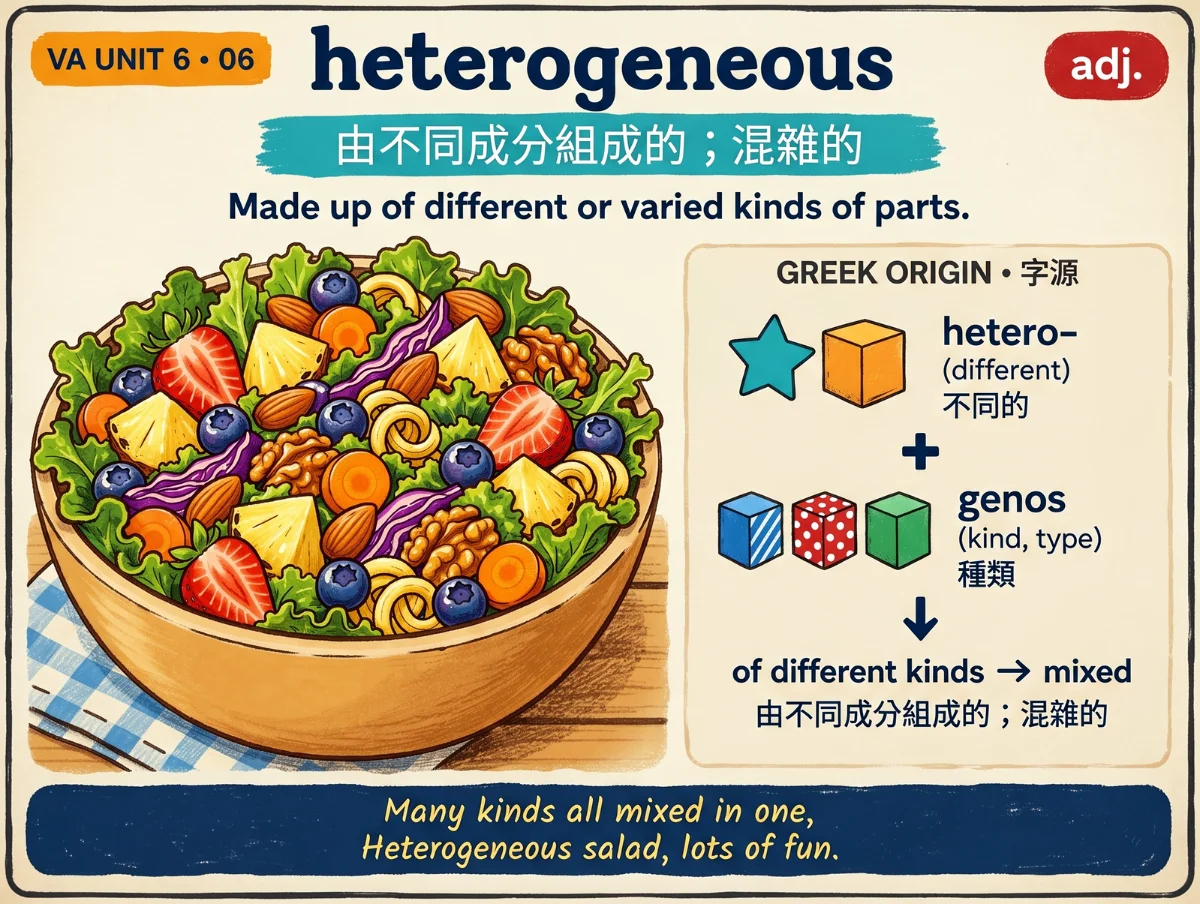 VA UNIT 6 • 06
heterogeneous
adj.
由不同成分組成的；混雜的
Made up of different or varied kinds of parts.
GREEK ORIGIN • 字源
hetero–
(different)
不同的
+
genos
(kind, type)
種類
↓
of different kinds → mixed
由不同成分組成的；混雜的
Many kinds all mixed in one,
Heterogeneous salad, lots of fun.